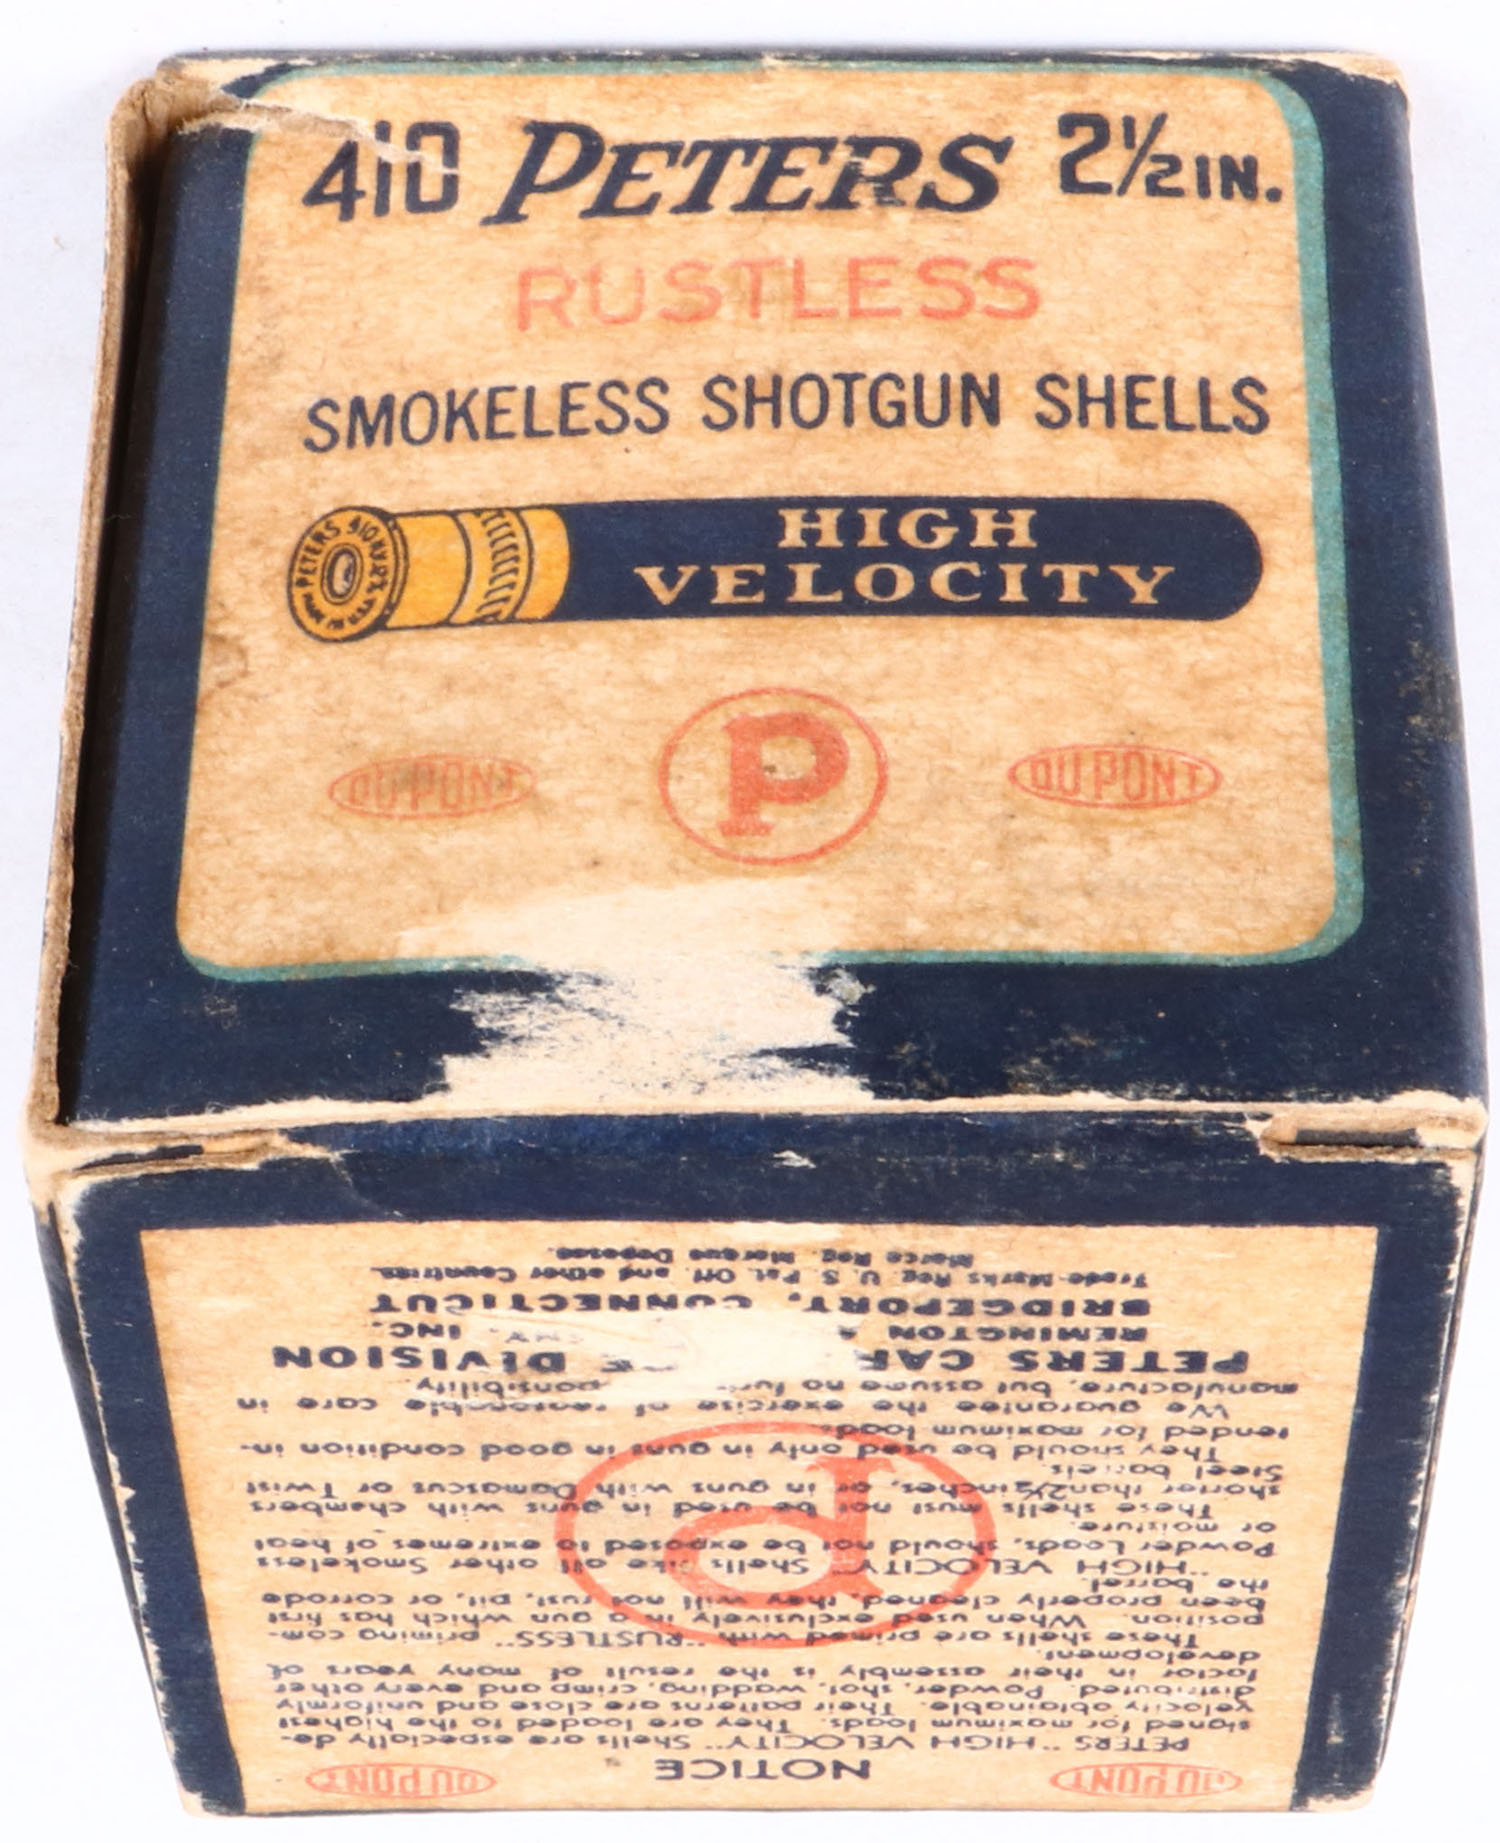 410 PETERS 2½ IN.
RUSTLESS
SMOKELESS SHOTGUN SHELLS
PETERS 410
HIGH
VELOCITY
DU PONT P DU PONT
DU PONT NOTICE DU PONT
PETERS "HIGH VELOCITY" Shells are especially de-
signed for maximum loads. They are loaded to the highest
velocity obtainable. Their patterns are close and uniformly
distributed. Powder, shot, wadding, crimp and every other
factor in their assembly is the result of many years of
development.
These shells are primed with "RUSTLESS" priming com-
position. When used exclusively in a gun which has first
been properly cleaned, they will not rust, pit, or corrode
the barrel.
"HIGH VELOCITY" Shells like all other Smokeless
Powder Loads, should not be exposed to extremes of heat
or moisture.
These shells must not be used in guns with chambers
shorter than 2½ inches, or in guns with Damascus or Twist
Steel barrels.
They should be used only in guns in good condition in-
tended for maximum loads.
We guarantee the exercise of reasonable care in
manufacture, but assume no
P
PETERS DIVISION
REMINGTON INC.
BRIDGEPORT, CONNECTICUT
Trade Marks Reg. U. S. Pat. Off. and other Countries.
Marca Reg. Marque Deposee.